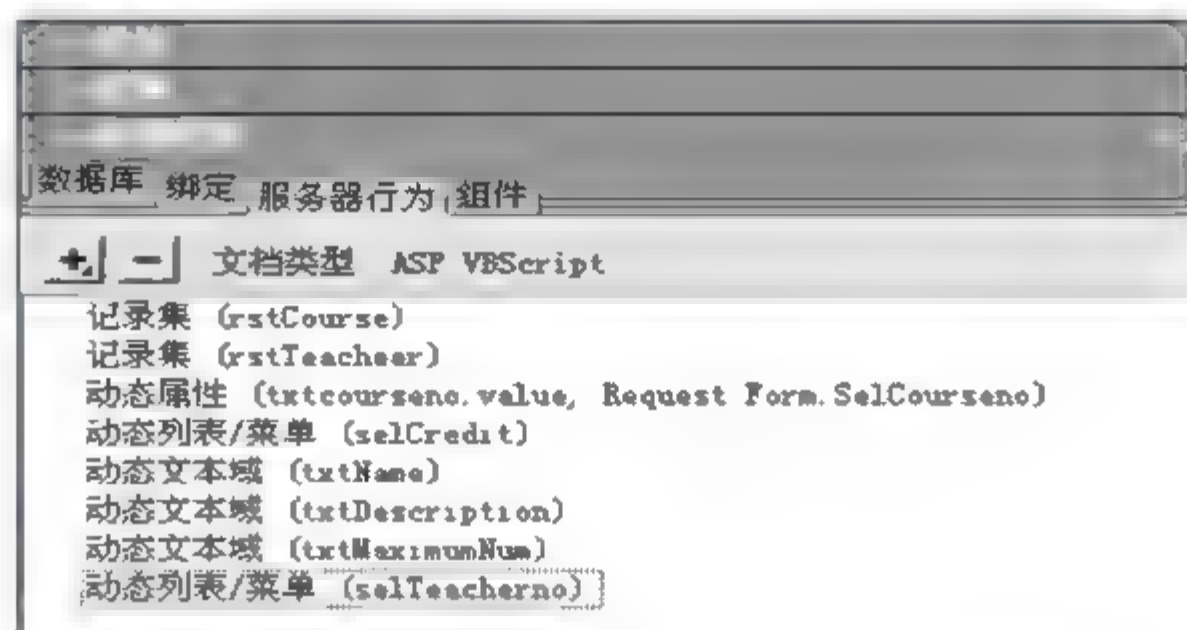 数据库 绑定 服务器行为 组件
+ - 文档类型 ASP VBScript
记录集 (rstCourse)
记录集 (rstTeacheer)
动态属性 (txtcourseno.value, Request Form.SelCourseno)
动态列表/菜单 (selCredit)
动态文本域 (txtName)
动态文本域 (txtDescription)
动态文本域 (txtMaximumNum)
动态列表/菜单 (selTeacherno)